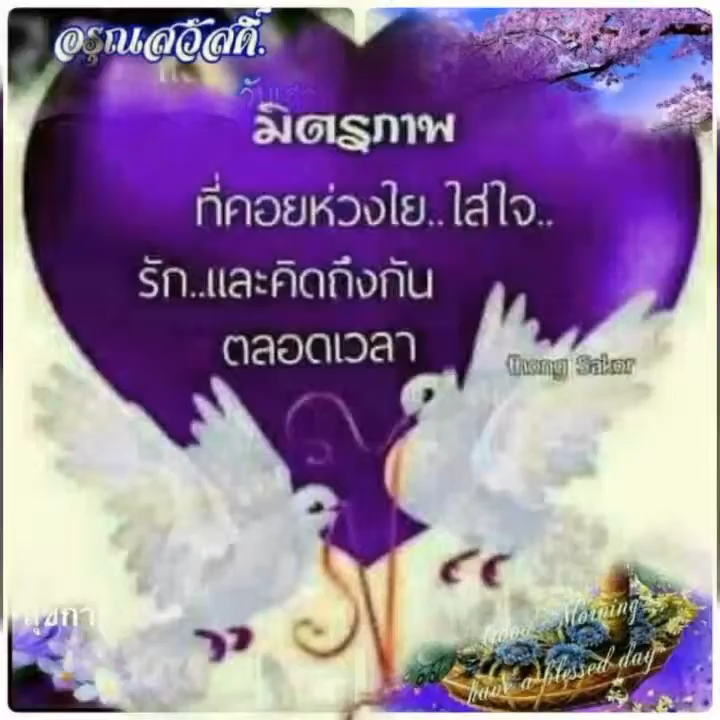 อรุณสวัสดิ์.
มิตรภาพ
ที่คอยห่วงใย..ใส่ใจ..
รัก..และคิดถึงกัน
ตลอดเวลา
thong Sakor
Good Morning
have a blessed day